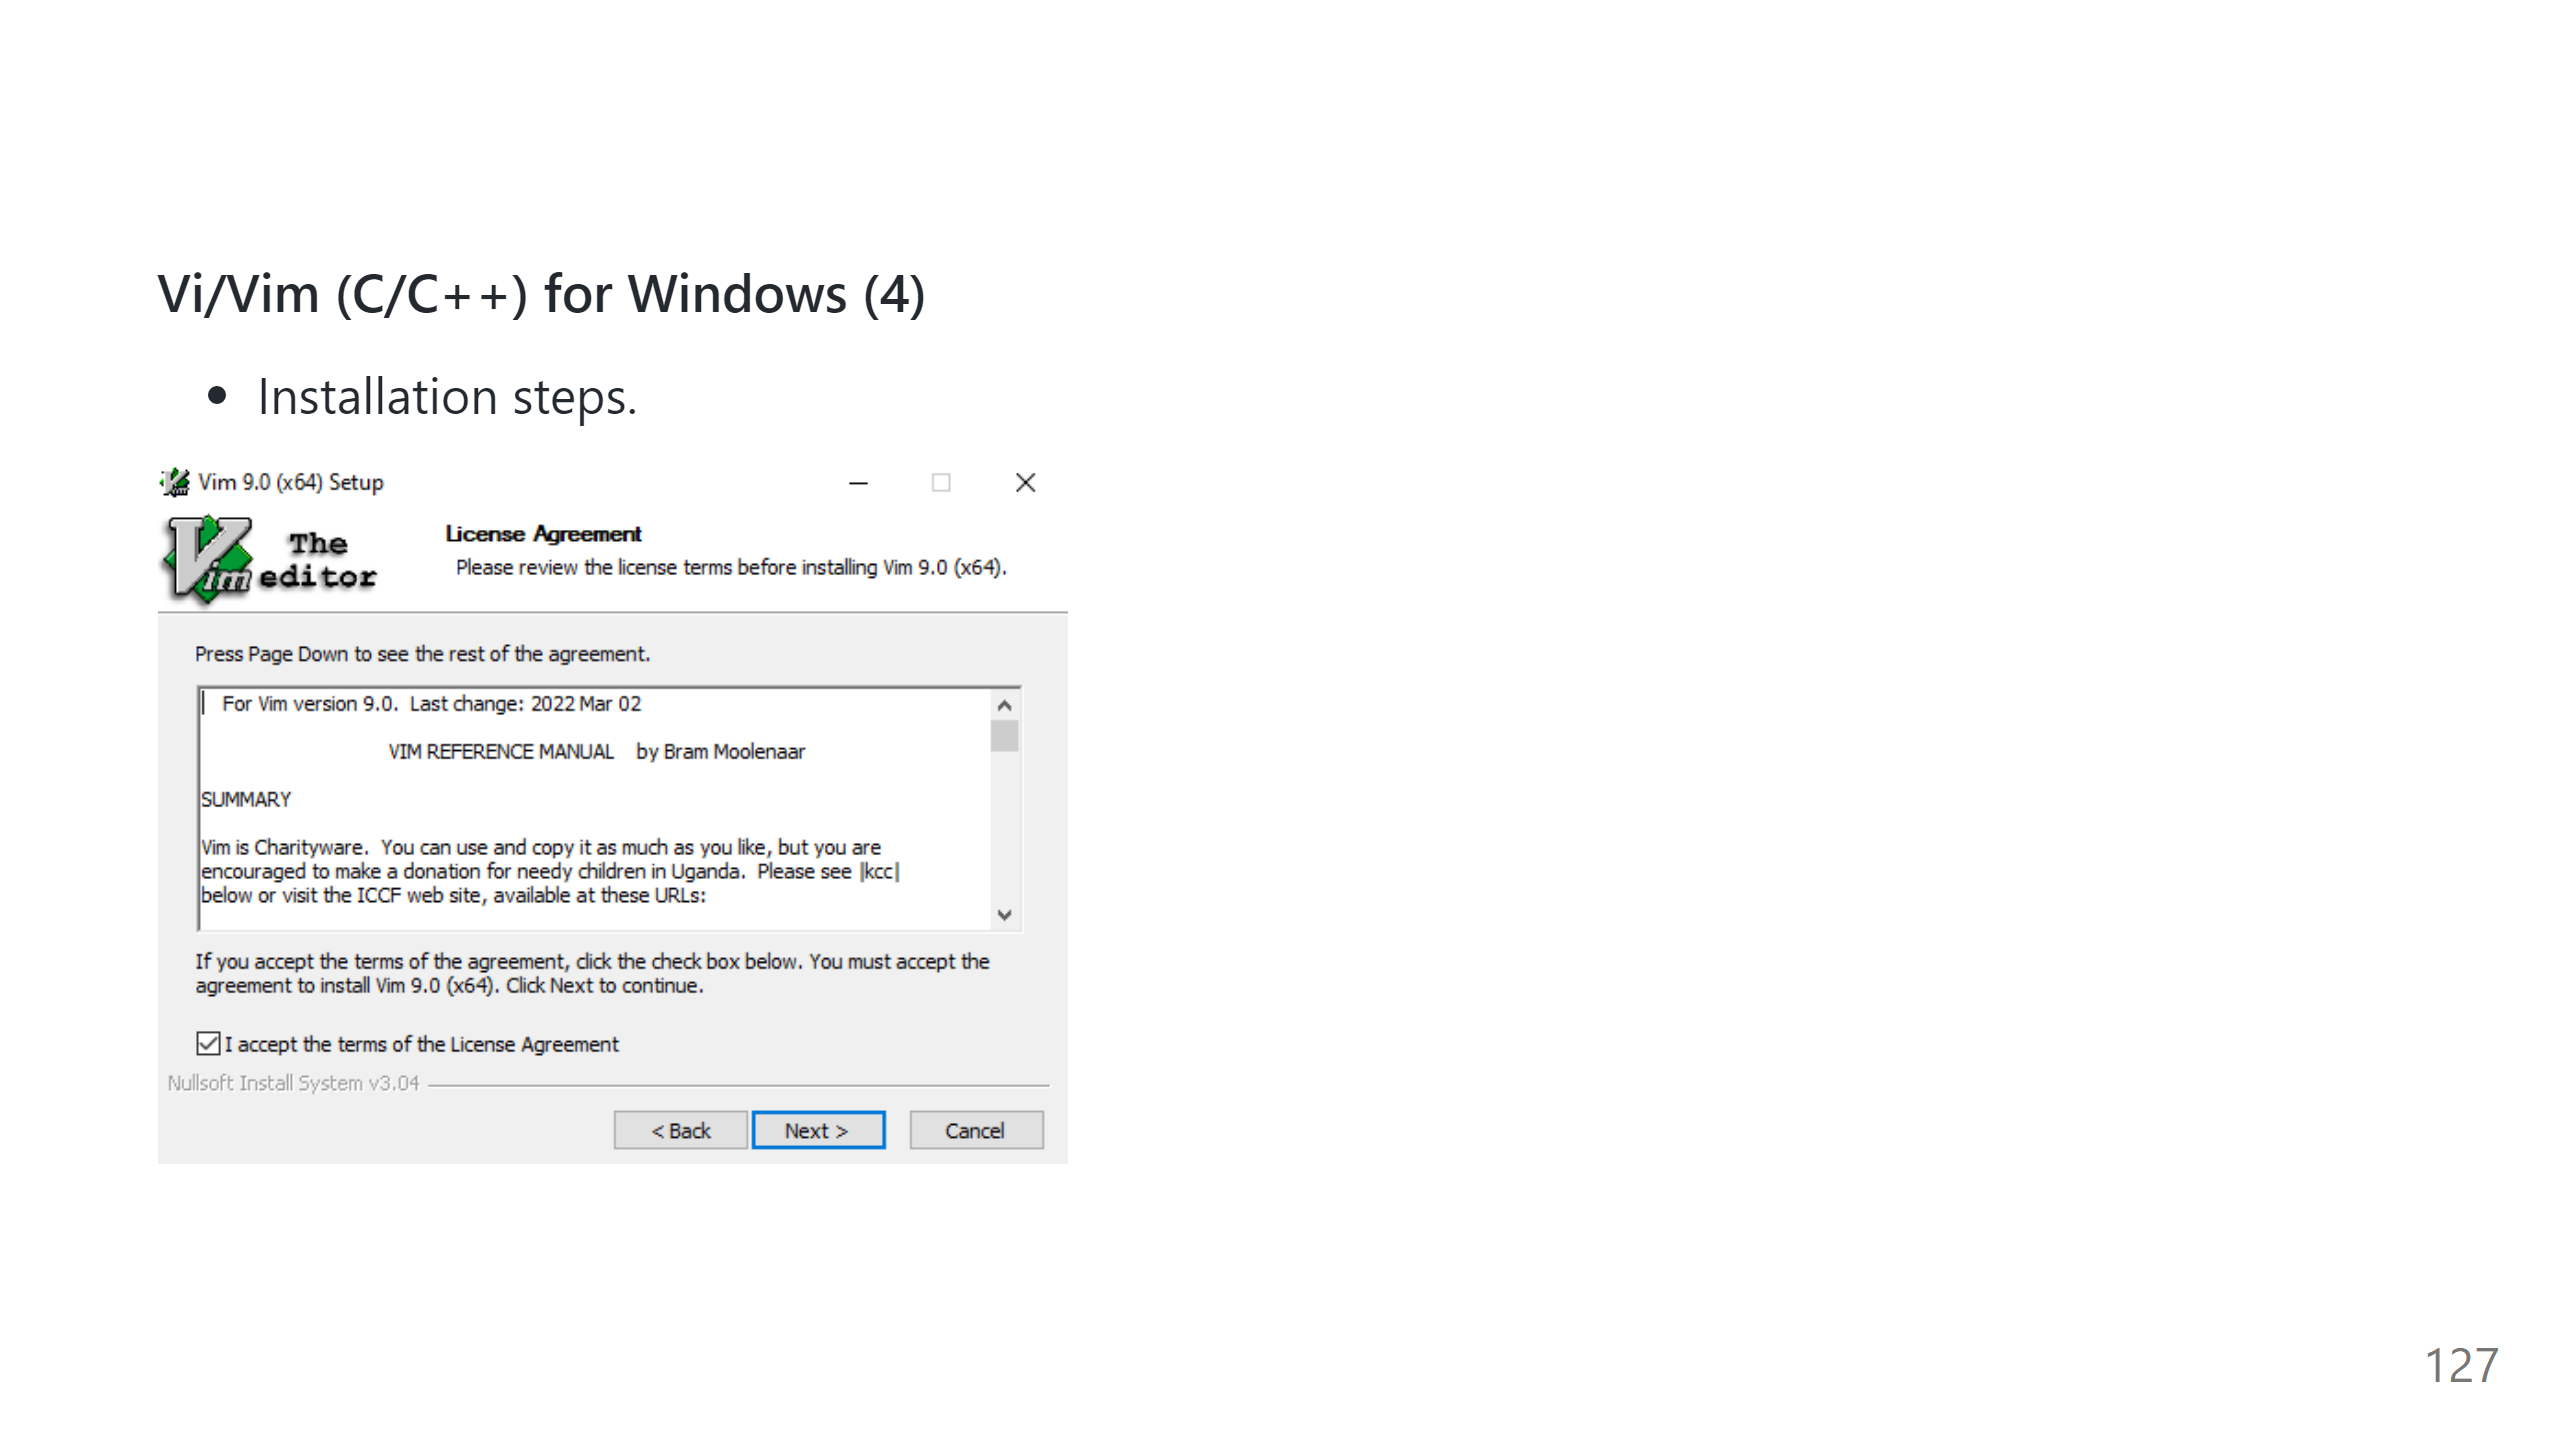 Vi/Vim (C/C++) for Windows (4)
• Installation steps.
Vim 9.0 (x64) Setup
Vim The
editor
License Agreement
Please review the license terms before installing Vim 9.0 (x64).
Press Page Down to see the rest of the agreement.
For Vim version 9.0. Last change: 2022 Mar 02
VIM REFERENCE MANUAL by Bram Moolenaar
SUMMARY
Vim is Charityware. You can use and copy it as much as you like, but you are
encouraged to make a donation for needy children in Uganda. Please see |kcc|
below or visit the ICCF web site, available at these URLs:
If you accept the terms of the agreement, click the check box below. You must accept the
agreement to install Vim 9.0 (x64). Click Next to continue.
I accept the terms of the License Agreement
Nullsoft Install System v3.04
< Back Next > Cancel
127